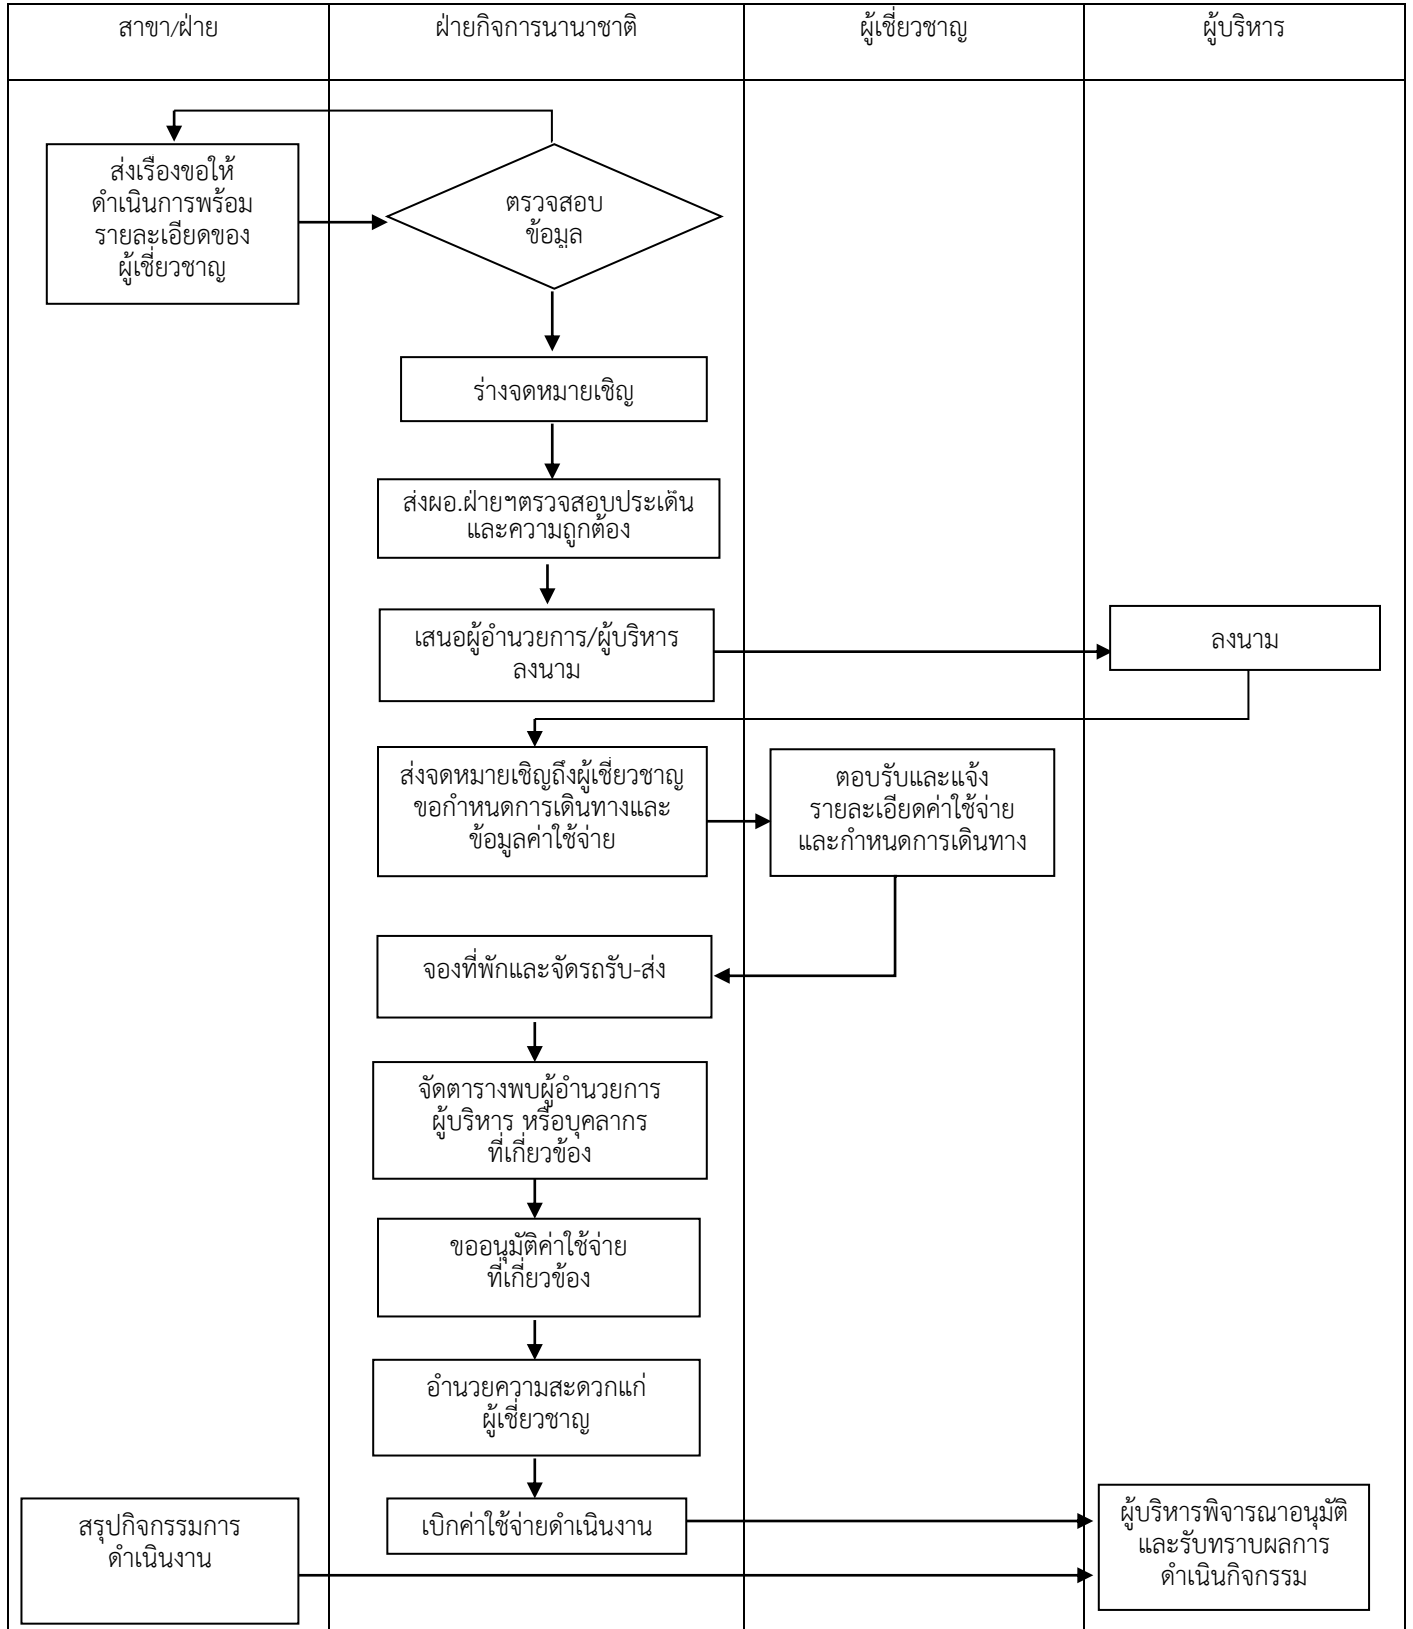 สาขา/ฝ่าย
ฝ่ายกิจการนานาชาติ
ผู้เชี่ยวชาญ
ผู้บริหาร
ส่งเรื่องขอให้
ดำเนินการพร้อม
รายละเอียดของ
ผู้เชี่ยวชาญ
ตรวจสอบ
ข้อมูล
ร่างจดหมายเชิญ
ส่งผอ.ฝ่ายฯตรวจสอบประเด็น
และความถูกต้อง
เสนอผู้อำนวยการ/ผู้บริหาร
ลงนาม
ลงนาม
ส่งจดหมายเชิญถึงผู้เชี่ยวชาญ
ขอกำหนดการเดินทางและ
ข้อมูลค่าใช้จ่าย
ตอบรับและแจ้ง
รายละเอียดค่าใช้จ่าย
และกำหนดการเดินทาง
จองที่พักและจัดรถรับ-ส่ง
จัดตารางพบผู้อำนวยการ
ผู้บริหาร หรือบุคลากร
ที่เกี่ยวข้อง
ขออนุมัติค่าใช้จ่าย
ที่เกี่ยวข้อง
อำนวยความสะดวกแก่
ผู้เชี่ยวชาญ
สรุปกิจกรรมการ
ดำเนินงาน
เบิกค่าใช้จ่ายดำเนินงาน
ผู้บริหารพิจารณาอนุมัติ
และรับทราบผลการ
ดำเนินกิจกรรม